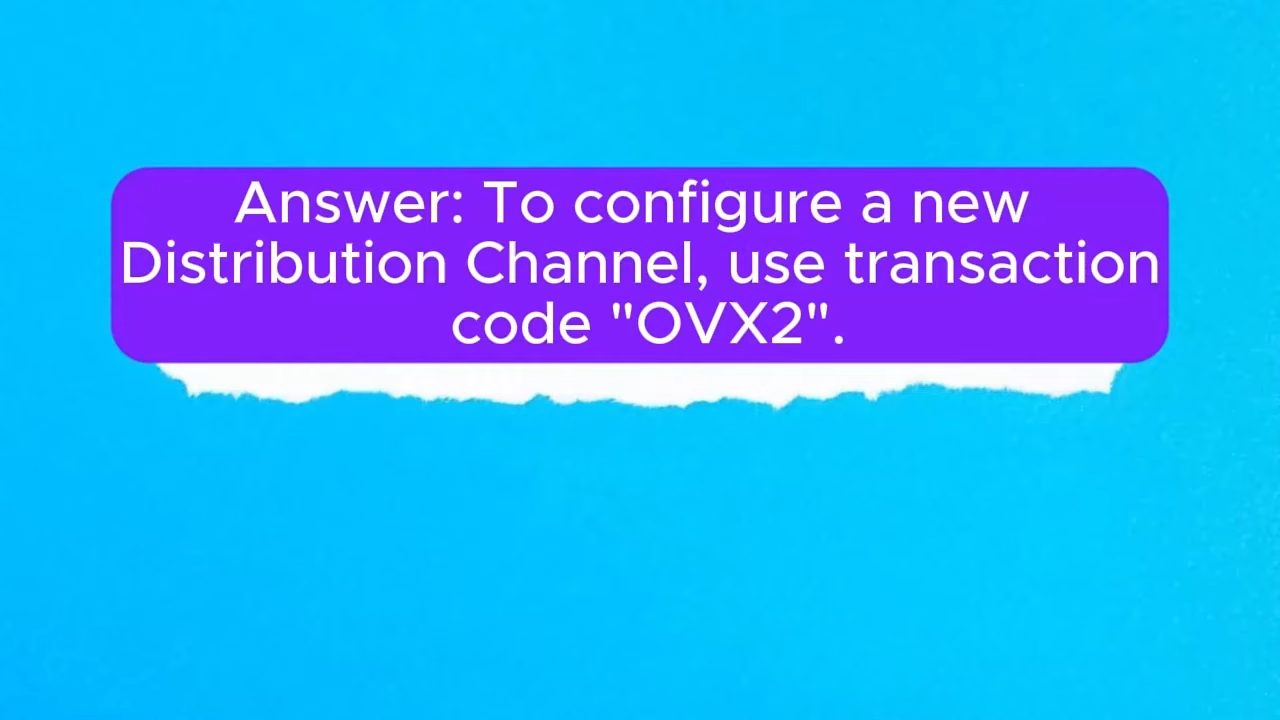 Answer: To configure a new
Distribution Channel, use transaction
code "OVX2".